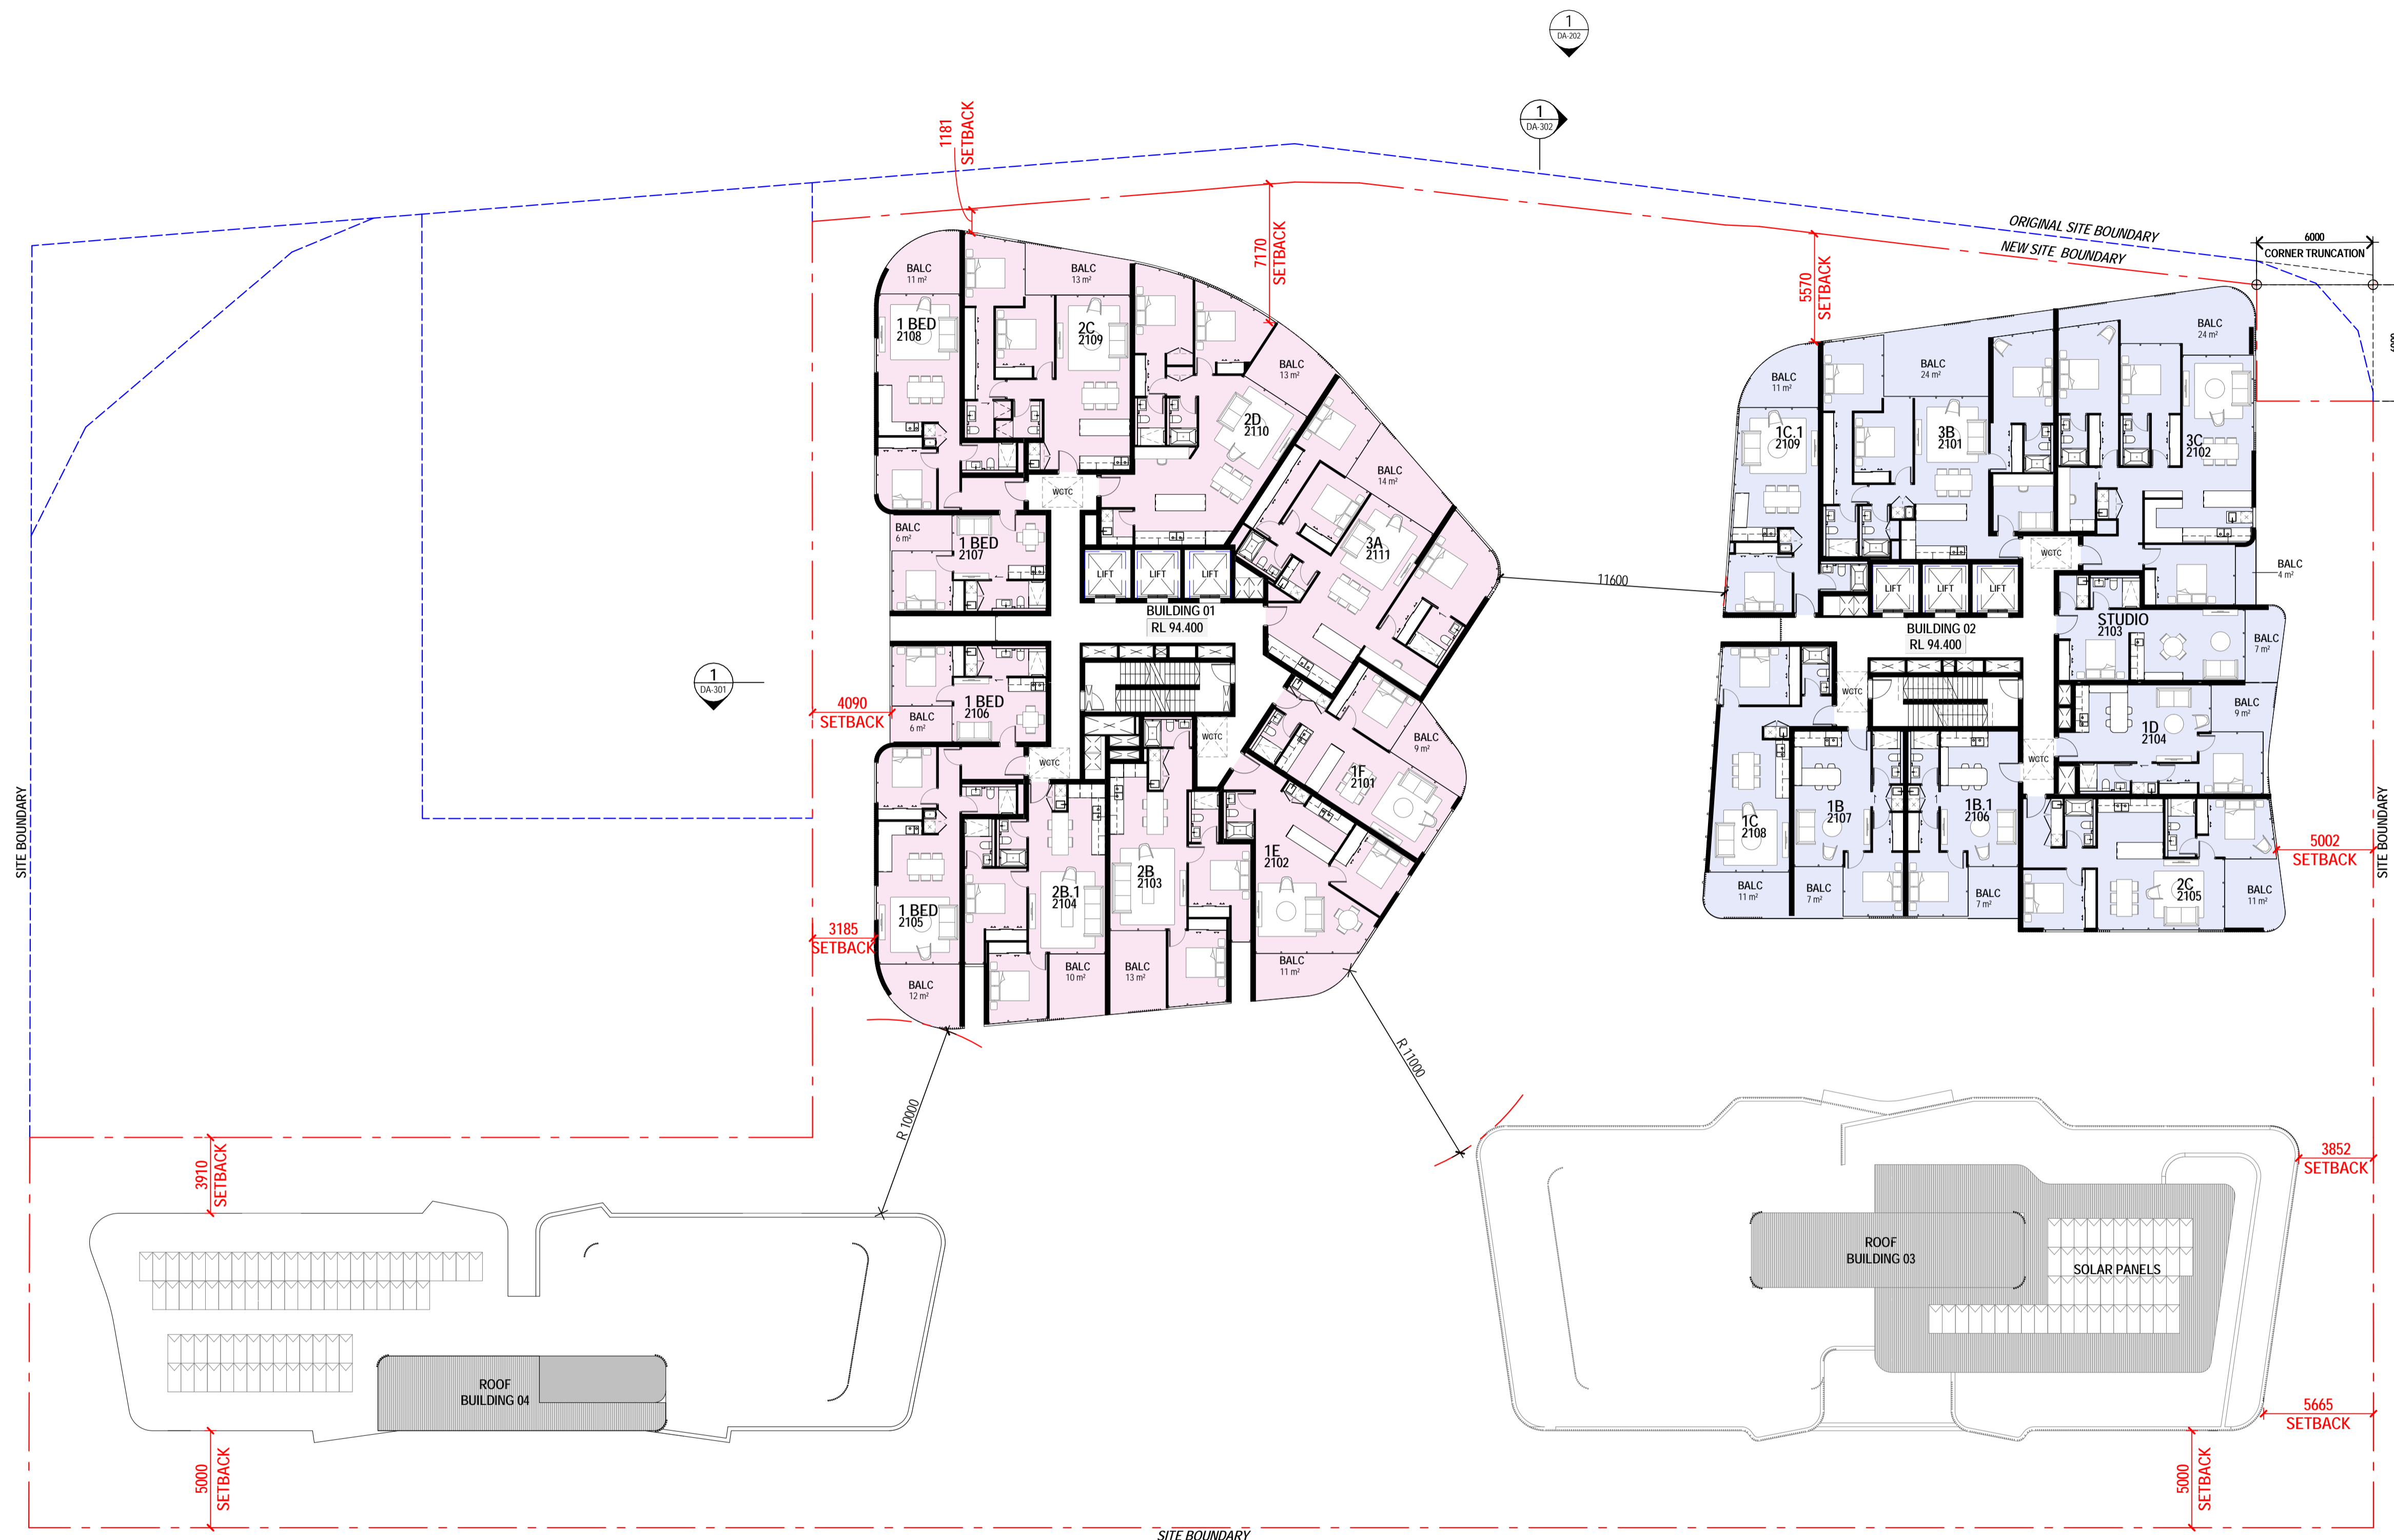 1
DA-202
1
DA-302
1181
SETBACK
7170
SETBACK
5570
SETBACK
ORIGINAL SITE BOUNDARY
NEW SITE BOUNDARY
6000
CORNER TRUNCATION
BALC
11 m²
1 BED
2108
BALC
13 m²
2C
2109
BALC
13 m²
2D
2110
BALC
14 m²
3A
2111
WGTC
BALC
6 m²
1 BED
2107
LIFT
LIFT
LIFT
BUILDING 01
RL 94.400
11600
1
DA-301
4090
SETBACK
1 BED
2106
BALC
6 m²
WGTC
WGTC
BALC
9 m²
1F
2101
1E
2102
BALC
11 m²
2B
2103
BALC
13 m²
2B.1
2104
BALC
10 m²
1 BED
2105
BALC
12 m²
3185
SETBACK
BALC
11 m²
1C.1
2109
BALC
24 m²
3B
2101
BALC
24 m²
3C
2102
WGTC
BALC
4 m²
LIFT
LIFT
LIFT
BUILDING 02
RL 94.400
STUDIO
2103
BALC
7 m²
WGTC
BALC
9 m²
1D
2104
WGTC
1C
2108
BALC
11 m²
1B
2107
BALC
7 m²
1B.1
2106
BALC
7 m²
2C
2105
BALC
11 m²
5002
SETBACK
SITE BOUNDARY
SITE BOUNDARY
R 10000
R 11000
3910
SETBACK
3852
SETBACK
ROOF
BUILDING 03
SOLAR PANELS
ROOF
BUILDING 04
5665
SETBACK
5000
SETBACK
5000
SETBACK
SITE BOUNDARY